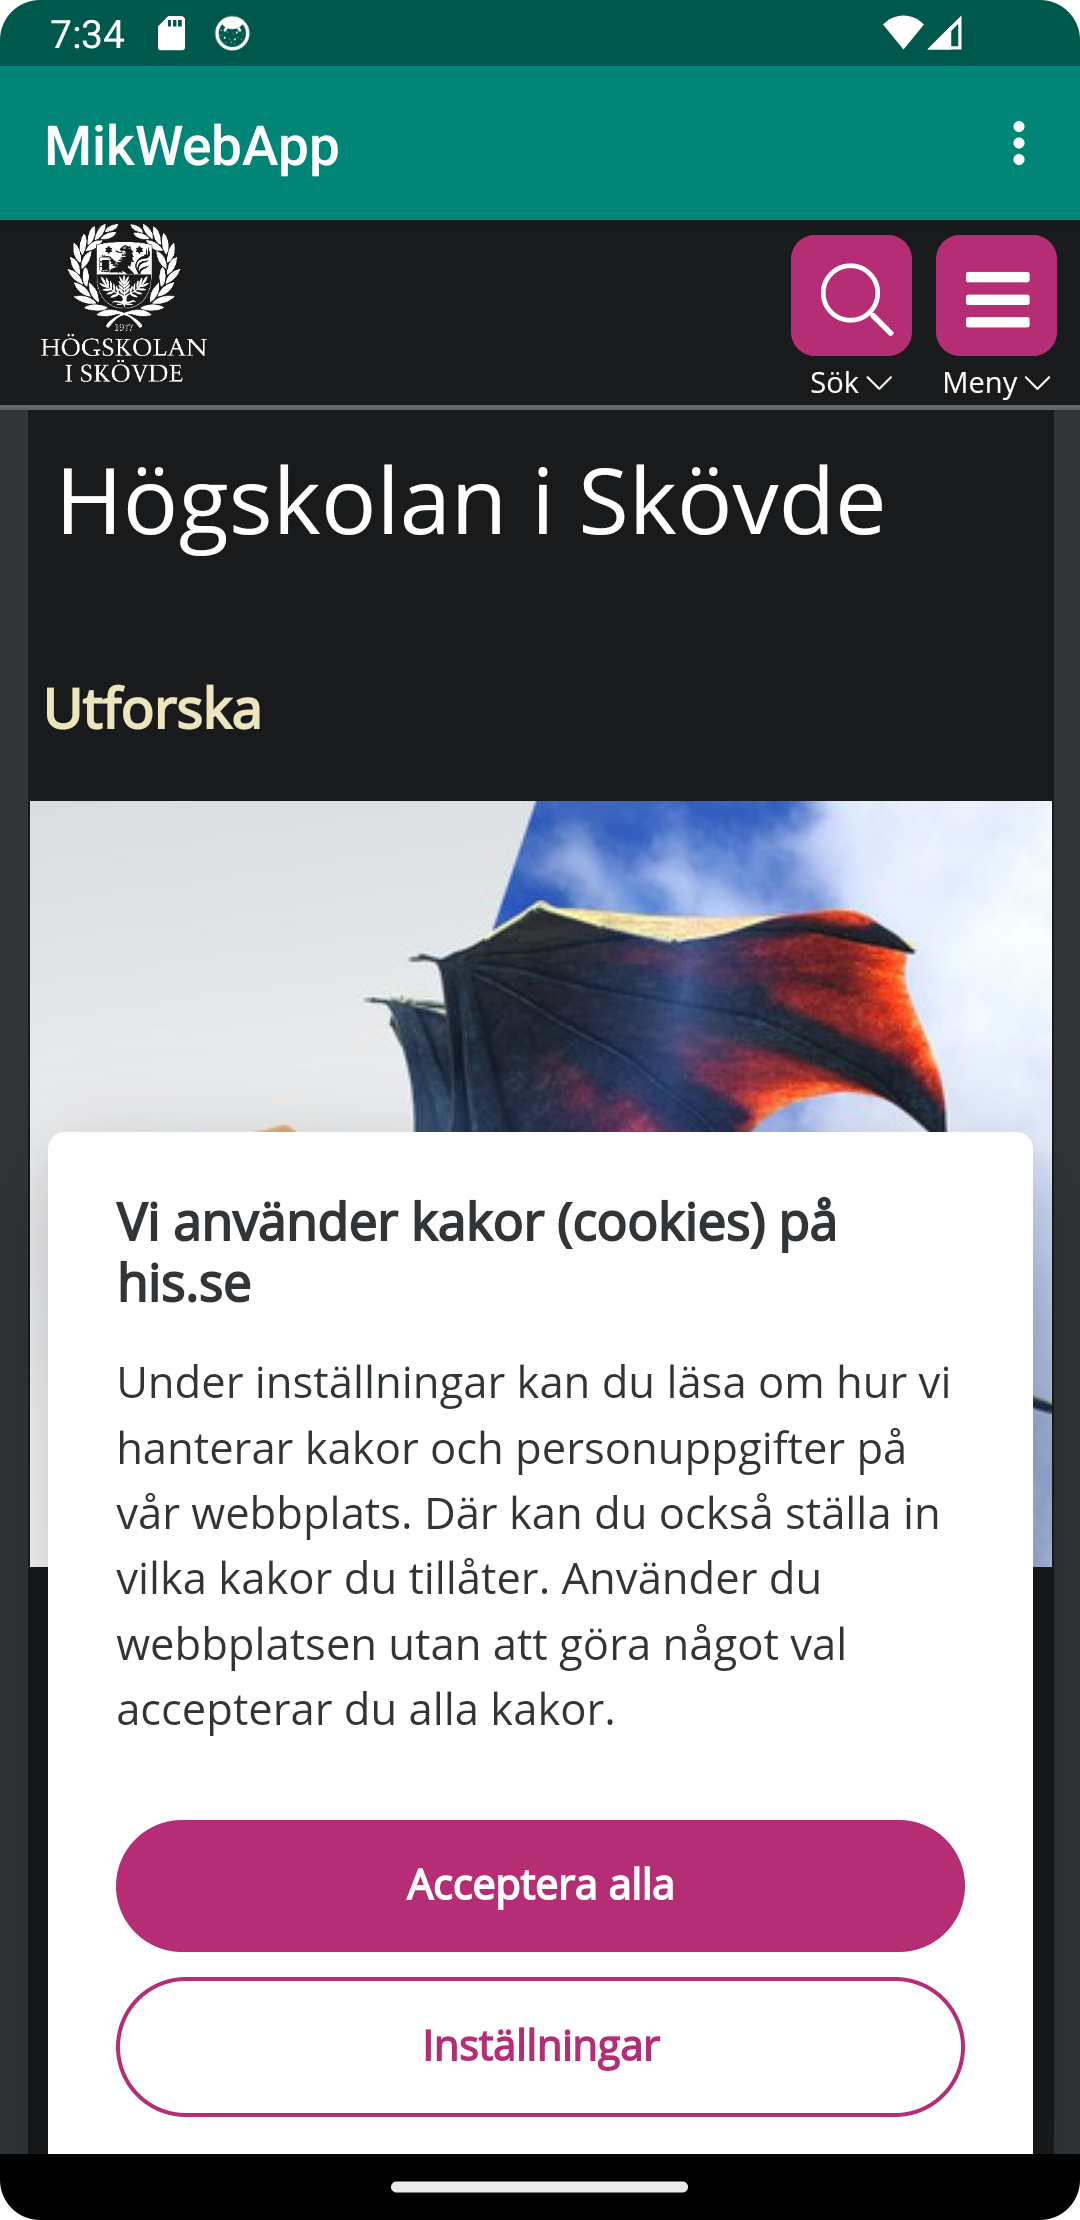 7:34
MikWebApp
1977
HÖGSKOLAN
I SKÖVDE
Sök
Meny
Högskolan i Skövde
Utforska
Vi använder kakor (cookies) på
his.se
Under inställningar kan du läsa om hur vi
hanterar kakor och personuppgifter på
vår webbplats. Där kan du också ställa in
vilka kakor du tillåter. Använder du
webbplatsen utan att göra något val
accepterar du alla kakor.
Acceptera alla
Inställningar